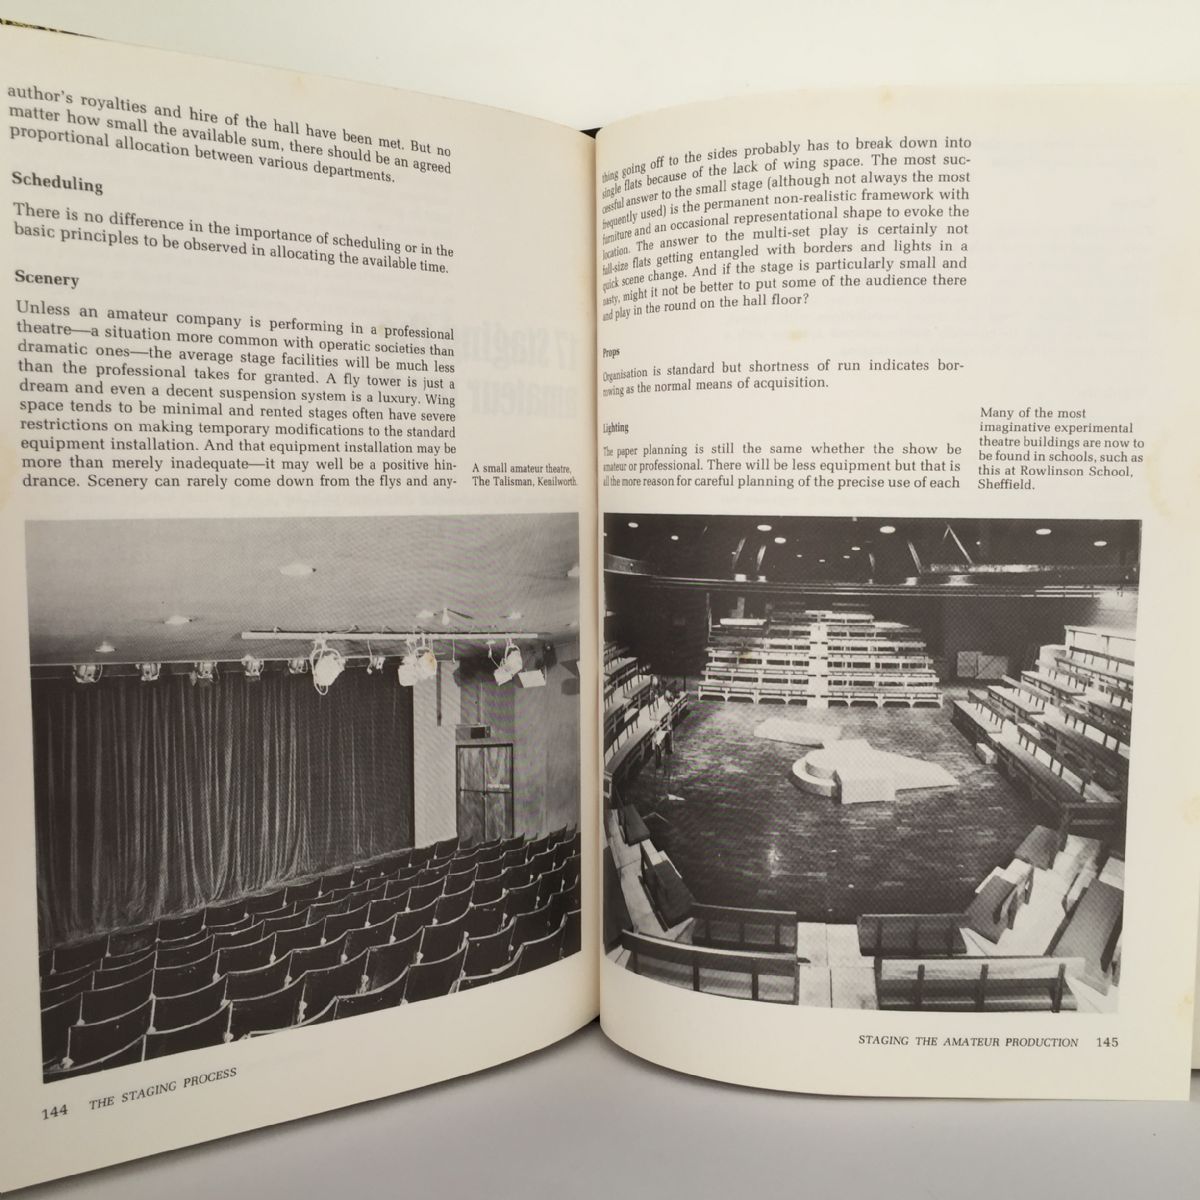 author's royalties and hire of the hall have been met. But no
matter how small the available sum, there should be an agreed
proportional allocation between various departments.
Scheduling
There is no difference in the importance of scheduling or in the
basic principles to be observed in allocating the available time.
Scenery
Unless an amateur company is performing in a professional
theatre—a situation more common with operatic societies than
dramatic ones—the average stage facilities will be much less
than the professional takes for granted. A fly tower is just a
dream and even a decent suspension system is a luxury. Wing
space tends to be minimal and rented stages often have severe
restrictions on making temporary modifications to the standard
equipment installation. And that equipment installation may be
more than merely inadequate—it may well be a positive hin-
drance. Scenery can rarely come down from the flys and any-
A small amateur theatre,
The Talisman, Kenilworth.
144 THE STAGING PROCESS
thing going off to the sides probably has to break down into
single flats because of the lack of wing space. The most suc-
cessful answer to the small stage (although not always the most
frequently used) is the permanent non-realistic framework with
furniture and an occasional representational shape to evoke the
location. The answer to the multi-set play is certainly not
full-size flats getting entangled with borders and lights in a
quick scene change. And if the stage is particularly small and
nasty, might it not be better to put some of the audience there
and play in the round on the hall floor?
Props
Organisation is standard but shortness of run indicates bor-
rowing as the normal means of acquisition.
Lighting
The paper planning is still the same whether the show be
amateur or professional. There will be less equipment but that is
all the more reason for careful planning of the precise use of each
Many of the most
imaginative experimental
theatre buildings are now to
be found in schools, such as
this at Rowlinson School,
Sheffield.
STAGING THE AMATEUR PRODUCTION 145